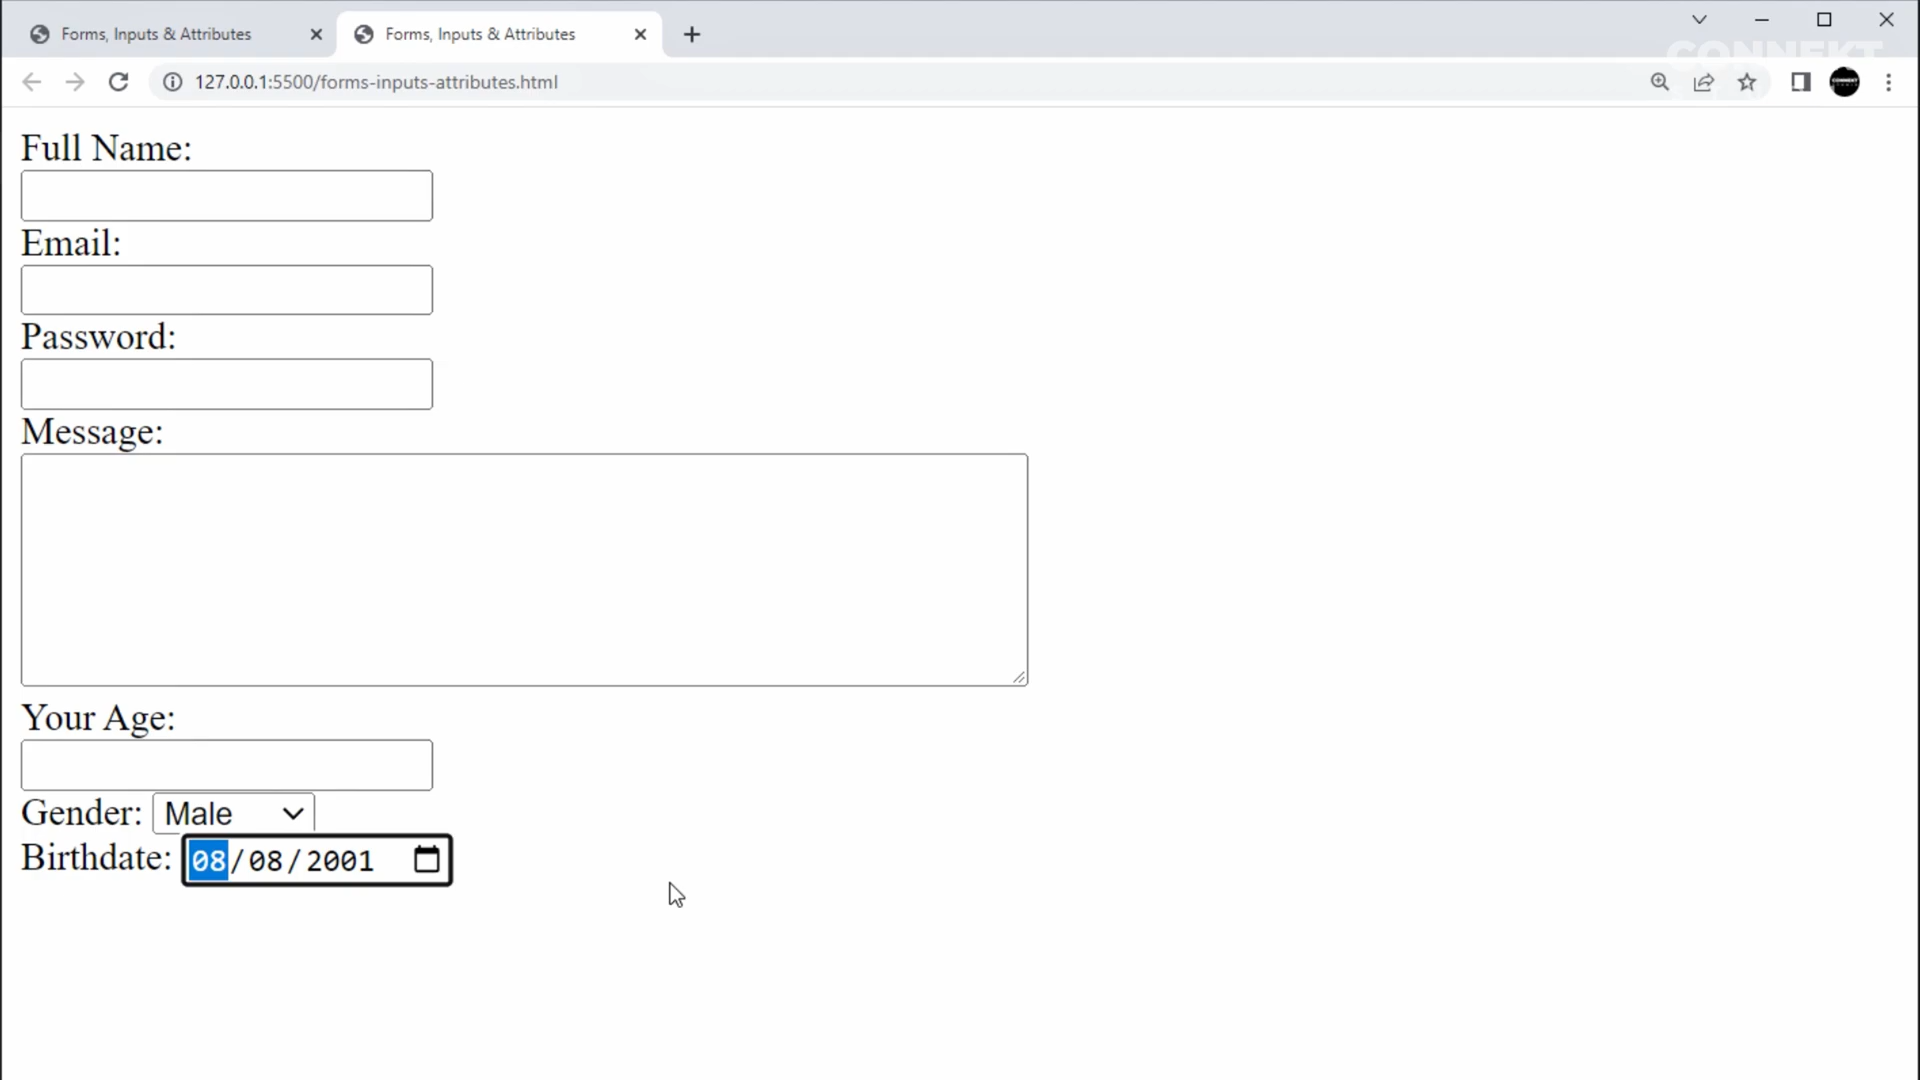 Forms, Inputs & Attributes
Forms, Inputs & Attributes
CONNEKT
127.0.0.1:5500/forms-inputs-attributes.html
Full Name:
Email:
Password:
Message:
Your Age:
Gender: Male
Birthdate: 08/08/2001